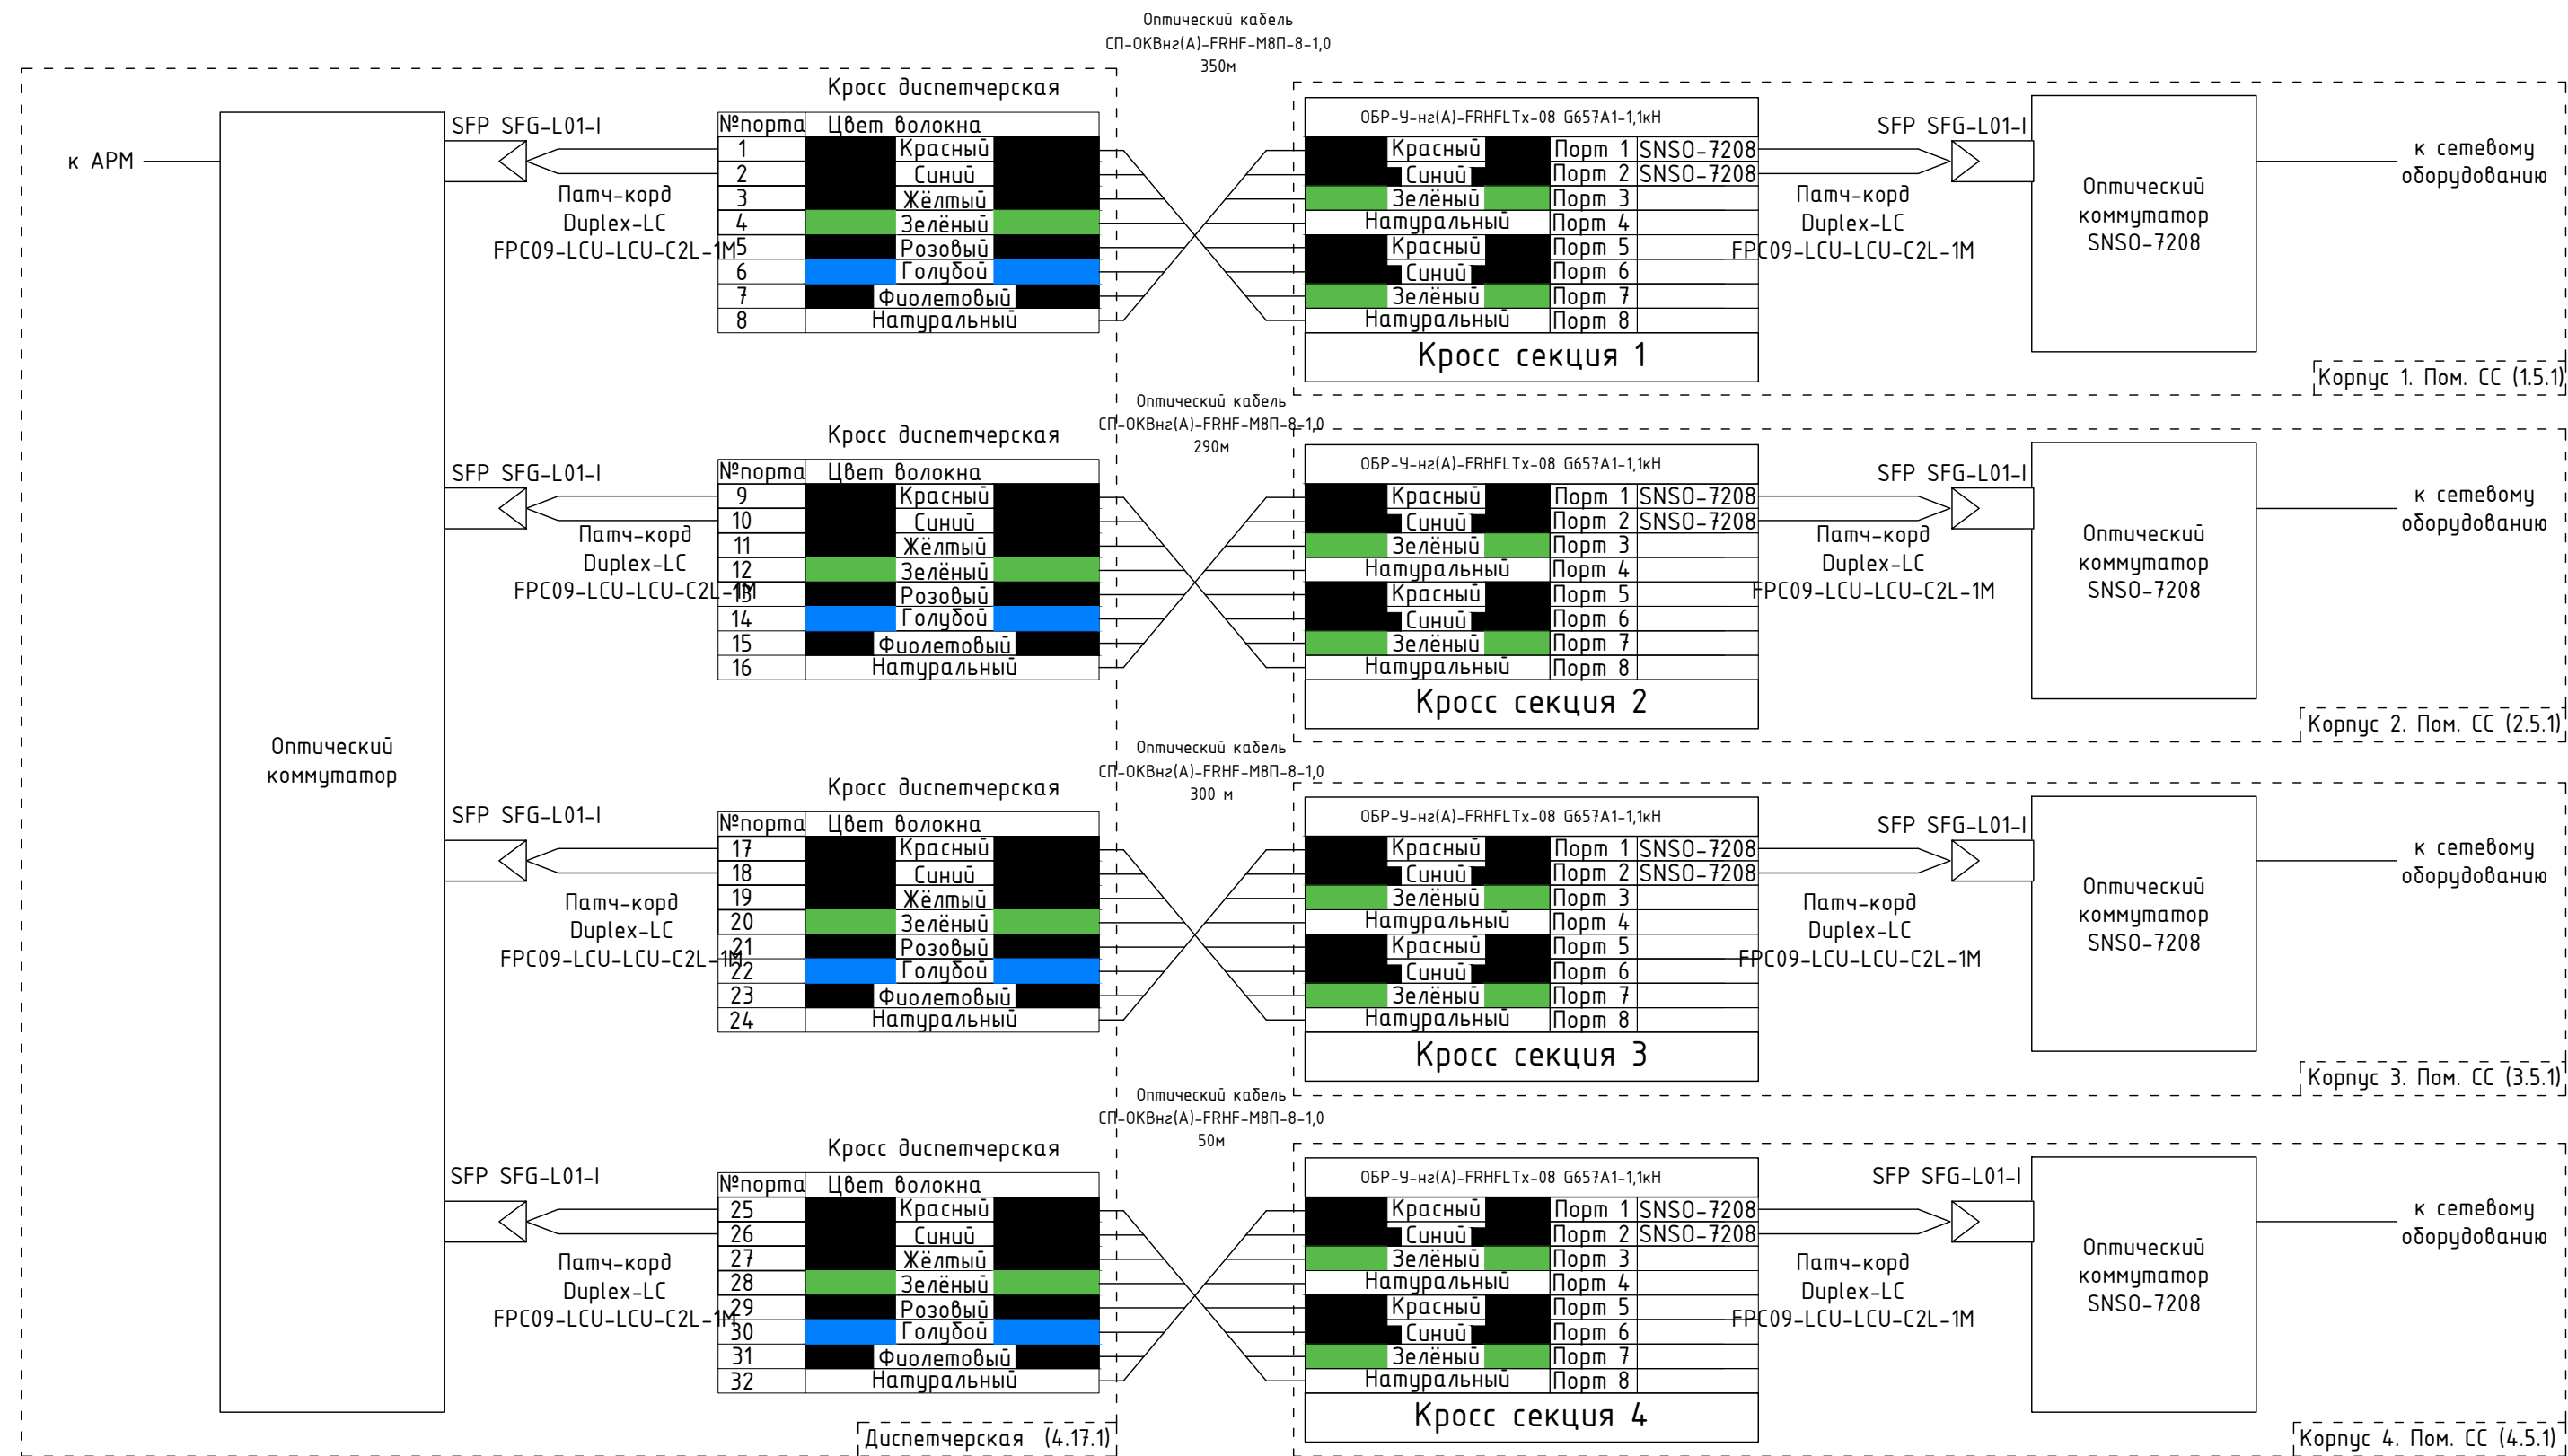 Оптический кабель
СП-ОКВнг(А)-FRHF-М8П-8-1,0
350м
к АРМ
Оптический
коммутатор
SFP SFG-L01-I
Патч-корд
Duplex-LC
FPC09-LCU-LCU-C2L-1M
Кросс диспетчерская
№порта Цвет волокна
1 Красный
2 Синий
3 Жёлтый
4 Зелёный
5 Розовый
6 Голубой
7 Фиолетовый
8 Натуральный
ОБР-У-нг(А)-FRHFLTx-08 G657A1-1,1кН
Красный Порт 1 SNSO-7208
Синий Порт 2 SNSO-7208
Зелёный Порт 3
Натуральный Порт 4
Красный Порт 5
Синий Порт 6
Зелёный Порт 7
Натуральный Порт 8
Кросс секция 1
SFP SFG-L01-I
Патч-корд
Duplex-LC
FPC09-LCU-LCU-C2L-1M
Оптический
коммутатор
SNSO-7208
к сетевому
оборудованию
Корпус 1. Пом. СС (1.5.1)
Оптический кабель
СП-ОКВнг(А)-FRHF-М8П-8-1,0
290м
SFP SFG-L01-I
Патч-корд
Duplex-LC
FPC09-LCU-LCU-C2L-1M
Кросс диспетчерская
№порта Цвет волокна
9 Красный
10 Синий
11 Жёлтый
12 Зелёный
13 Розовый
14 Голубой
15 Фиолетовый
16 Натуральный
ОБР-У-нг(А)-FRHFLTx-08 G657A1-1,1кН
Красный Порт 1 SNSO-7208
Синий Порт 2 SNSO-7208
Зелёный Порт 3
Натуральный Порт 4
Красный Порт 5
Синий Порт 6
Зелёный Порт 7
Натуральный Порт 8
Кросс секция 2
SFP SFG-L01-I
Патч-корд
Duplex-LC
FPC09-LCU-LCU-C2L-1M
Оптический
коммутатор
SNSO-7208
к сетевому
оборудованию
Корпус 2. Пом. СС (2.5.1)
Оптический кабель
СП-ОКВнг(А)-FRHF-М8П-8-1,0
300 м
SFP SFG-L01-I
Патч-корд
Duplex-LC
FPC09-LCU-LCU-C2L-1M
Кросс диспетчерская
№порта Цвет волокна
17 Красный
18 Синий
19 Жёлтый
20 Зелёный
21 Розовый
22 Голубой
23 Фиолетовый
24 Натуральный
ОБР-У-нг(А)-FRHFLTx-08 G657A1-1,1кН
Красный Порт 1 SNSO-7208
Синий Порт 2 SNSO-7208
Зелёный Порт 3
Натуральный Порт 4
Красный Порт 5
Синий Порт 6
Зелёный Порт 7
Натуральный Порт 8
Кросс секция 3
SFP SFG-L01-I
Патч-корд
Duplex-LC
FPC09-LCU-LCU-C2L-1M
Оптический
коммутатор
SNSO-7208
к сетевому
оборудованию
Корпус 3. Пом. СС (3.5.1)
Оптический кабель
СП-ОКВнг(А)-FRHF-М8П-8-1,0
50м
SFP SFG-L01-I
Патч-корд
Duplex-LC
FPC09-LCU-LCU-C2L-1M
Кросс диспетчерская
№порта Цвет волокна
25 Красный
26 Синий
27 Жёлтый
28 Зелёный
29 Розовый
30 Голубой
31 Фиолетовый
32 Натуральный
ОБР-У-нг(А)-FRHFLTx-08 G657A1-1,1кН
Красный Порт 1 SNSO-7208
Синий Порт 2 SNSO-7208
Зелёный Порт 3
Натуральный Порт 4
Красный Порт 5
Синий Порт 6
Зелёный Порт 7
Натуральный Порт 8
Кросс секция 4
SFP SFG-L01-I
Патч-корд
Duplex-LC
FPC09-LCU-LCU-C2L-1M
Оптический
коммутатор
SNSO-7208
к сетевому
оборудованию
Диспетчерская (4.17.1)
Корпус 4. Пом. СС (4.5.1)